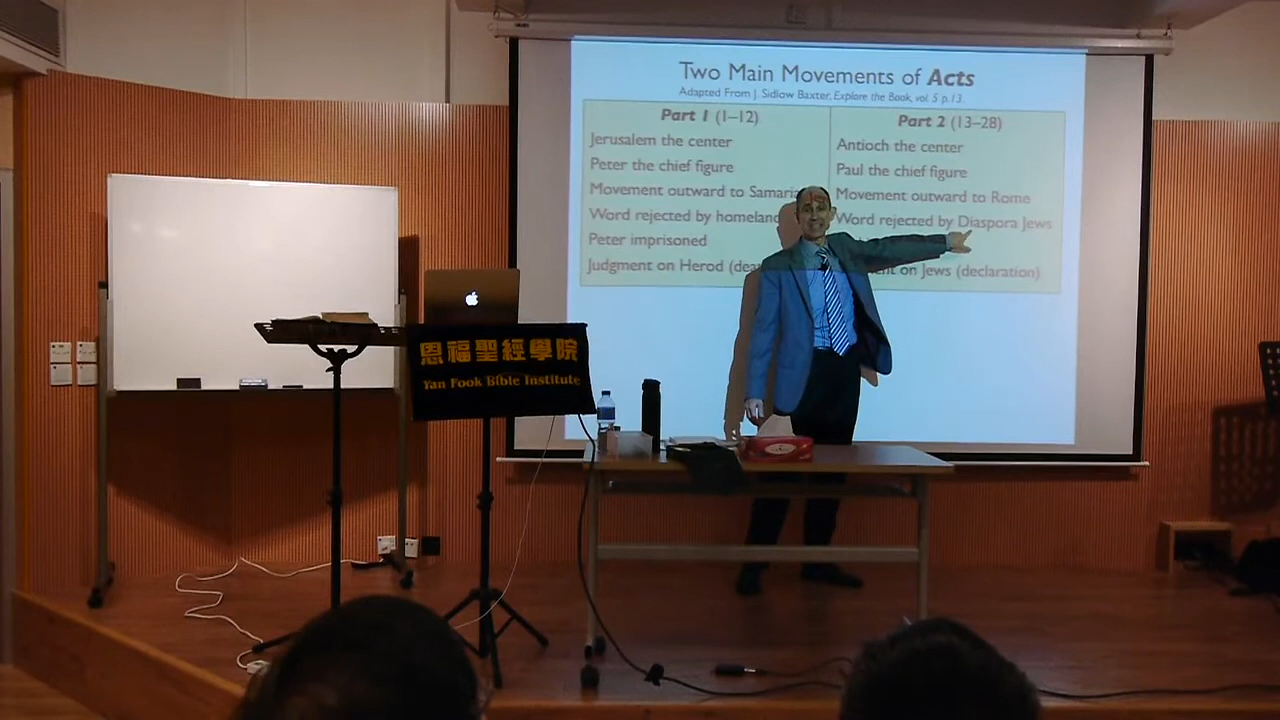 Two Main Movements of Acts
Adapted From J. Sidlow Baxter, Explore the Book, vol. 5 p.13.
Part 1 (1–12)
Jerusalem the center
Peter the chief figure
Movement outward to Samaria
Word rejected by homeland
Peter imprisoned
Judgment on Herod
Part 2 (13–28)
Antioch the center
Paul the chief figure
Movement outward to Rome
Word rejected by Diaspora Jews
on Jews (declaration)
恩福聖經學院
Yan Fook Bible Institute